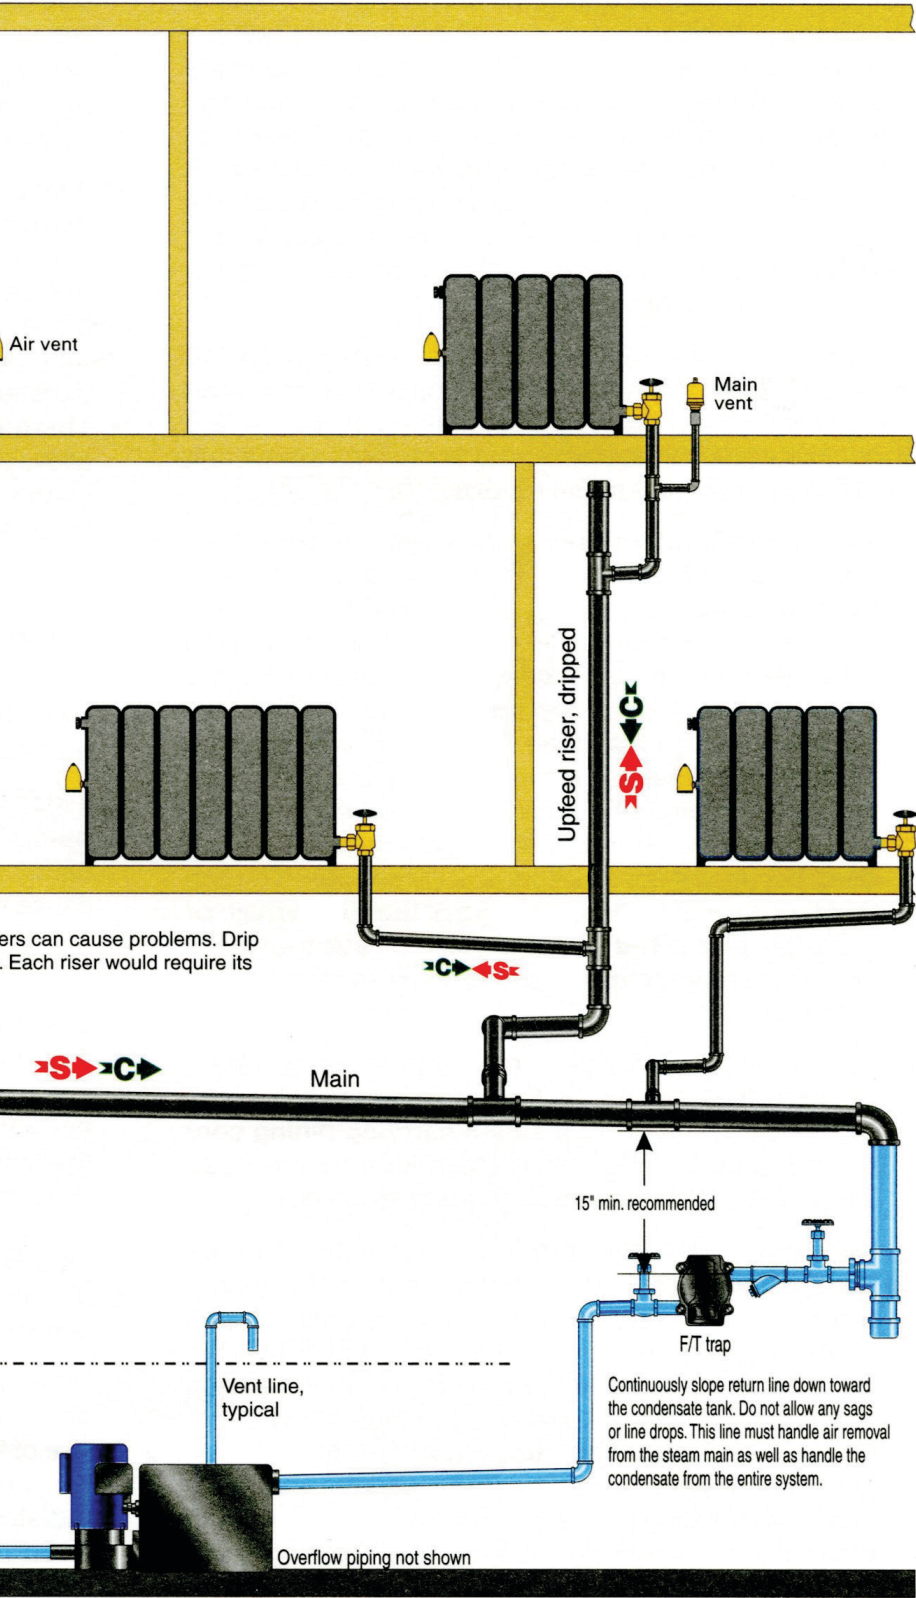 Air vent
Main
vent
Upfeed riser, dripped
C
S
ers can cause problems. Drip
. Each riser would require its
C S
S C
Main
15" min. recommended
F/T trap
Vent line,
typical
Continuously slope return line down toward
the condensate tank. Do not allow any sags
or line drops. This line must handle air removal
from the steam main as well as handle the
condensate from the entire system.
Overflow piping not shown